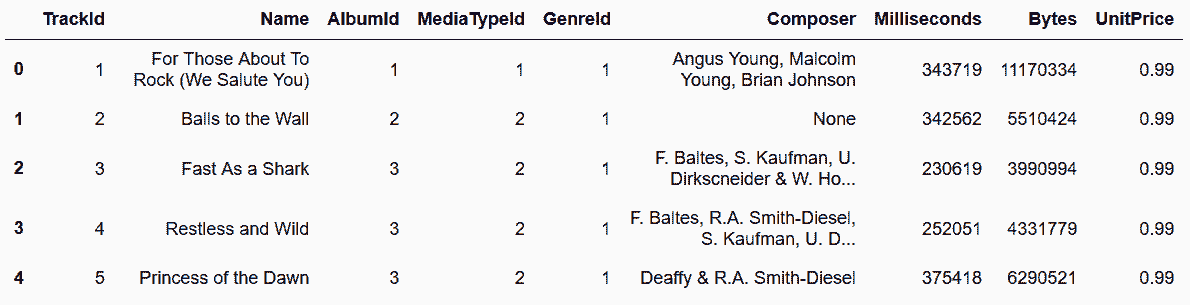 TrackId Name AlbumId MediaTypeId GenreId Composer Milliseconds Bytes UnitPrice
0 1 For Those About To Rock (We Salute You) 1 1 1 Angus Young, Malcolm Young, Brian Johnson 343719 11170334 0.99
1 2 Balls to the Wall 2 2 1 None 342562 5510424 0.99
2 3 Fast As a Shark 3 2 1 F. Baltes, S. Kaufman, U. Dirkscneider & W. Ho... 230619 3990994 0.99
3 4 Restless and Wild 3 2 1 F. Baltes, R.A. Smith-Diesel, S. Kaufman, U. D... 252051 4331779 0.99
4 5 Princess of the Dawn 3 2 1 Deaffy & R.A. Smith-Diesel 375418 6290521 0.99